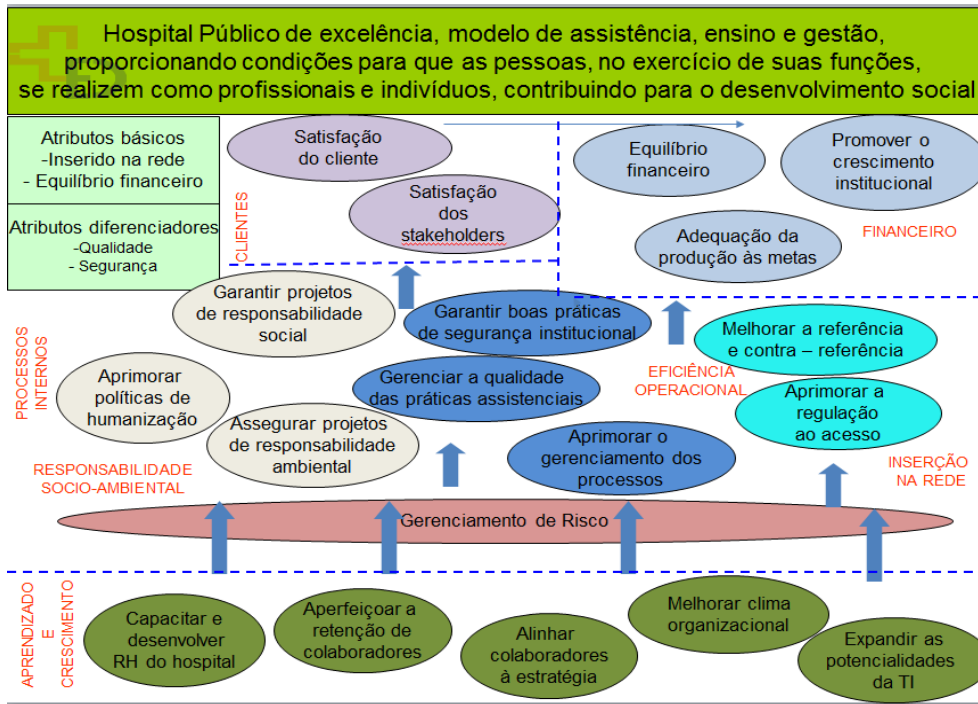 Hospital Público de excelência, modelo de assistência, ensino e gestão,
proporcionando condições para que as pessoas, no exercício de suas funções,
se realizem como profissionais e indivíduos, contribuindo para o desenvolvimento social
Atributos básicos
-Inserido na rede
- Equilíbrio financeiro
Atributos diferenciadores
-Qualidade
- Segurança
CLIENTES
Satisfação
do cliente
Satisfação
dos
stakeholders
Equilíbrio
financeiro
Promover o
crescimento
institucional
Adequação da
produção às metas
FINANCEIRO
PROCESSOS
INTERNOS
Garantir projetos
de responsabilidade
social
Garantir boas práticas
de segurança institucional
Melhorar a referência
e contra – referência
Aprimorar
políticas de
humanização
Gerenciar a qualidade
das práticas assistenciais
EFICIÊNCIA
OPERACIONAL
Aprimorar a
regulação
ao acesso
Assegurar projetos
de responsabilidade
ambiental
Aprimorar o
gerenciamento dos
processos
RESPONSABILIDADE
SOCIO-AMBIENTAL
INSERÇÃO
NA REDE
Gerenciamento de Risco
APRENDIZADO
E
CRESCIMENTO
Capacitar e
desenvolver
RH do hospital
Aperfeiçoar a
retenção de
colaboradores
Alinhar
colaboradores
à estratégia
Melhorar clima
organizacional
Expandir as
potencialidades
da TI